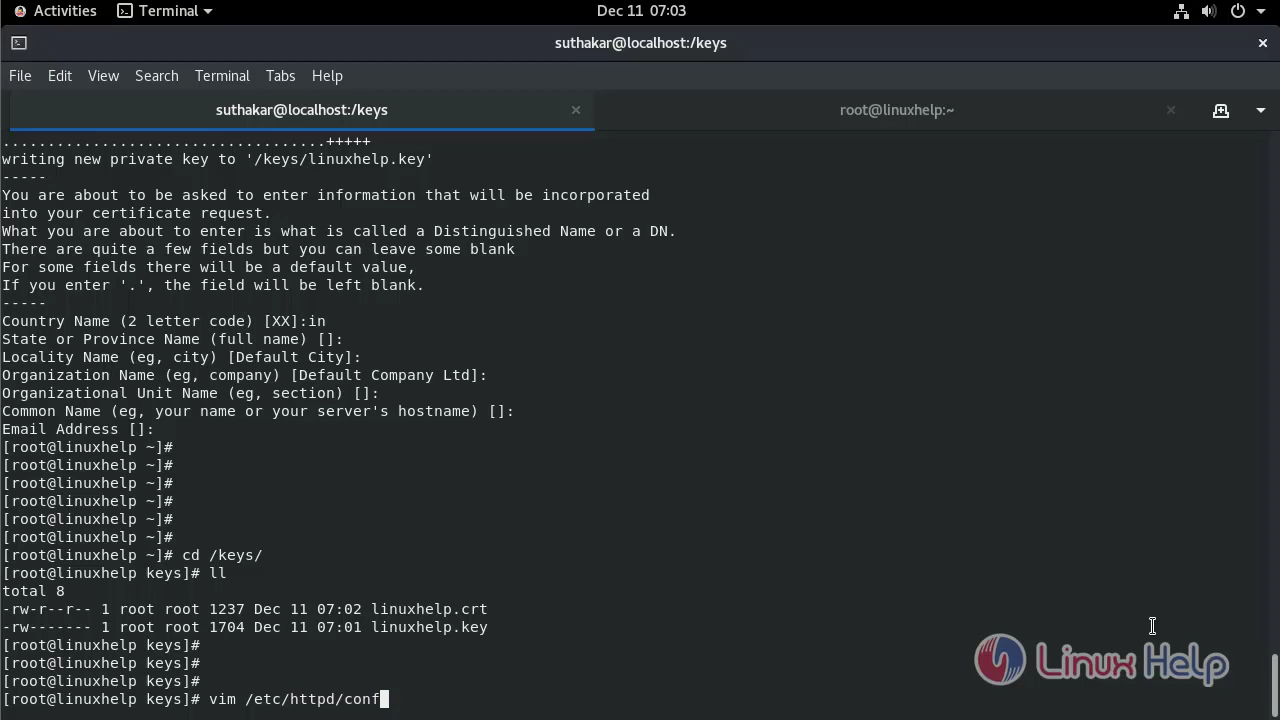 Activities
Terminal
Dec 11 07:03
suthakar@localhost:/keys
File Edit View Search Terminal Tabs Help
suthakar@localhost:/keys
root@linuxhelp:~
....................................+++++
writing new private key to '/keys/linuxhelp.key'
-----
You are about to be asked to enter information that will be incorporated
into your certificate request.
What you are about to enter is what is called a Distinguished Name or a DN.
There are quite a few fields but you can leave some blank
For some fields there will be a default value,
If you enter '.', the field will be left blank.
-----
Country Name (2 letter code) [XX]:in
State or Province Name (full name) []:
Locality Name (eg, city) [Default City]:
Organization Name (eg, company) [Default Company Ltd]:
Organizational Unit Name (eg, section) []:
Common Name (eg, your name or your server's hostname) []:
Email Address []:
[root@linuxhelp ~]#
[root@linuxhelp ~]#
[root@linuxhelp ~]#
[root@linuxhelp ~]#
[root@linuxhelp ~]#
[root@linuxhelp ~]#
[root@linuxhelp ~]# cd /keys/
[root@linuxhelp keys]# ll
total 8
-rw-r--r-- 1 root root 1237 Dec 11 07:02 linuxhelp.crt
-rw------- 1 root root 1704 Dec 11 07:01 linuxhelp.key
[root@linuxhelp keys]#
[root@linuxhelp keys]#
[root@linuxhelp keys]#
[root@linuxhelp keys]# vim /etc/httpd/conf
Linux Help